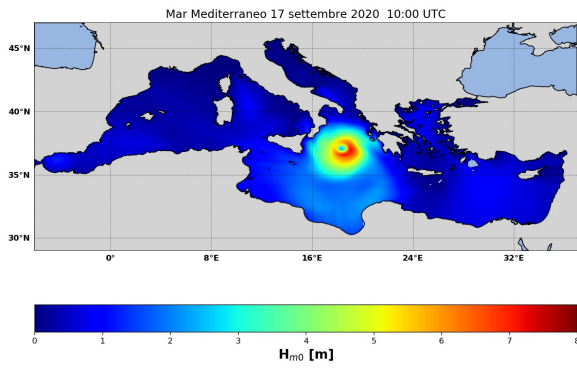 Mar Mediterraneo 17 settembre 2020 10:00 UTC
45°N
40°N
35°N
30°N
0° 8°E 16°E 24°E 32°E
0 1 2 3 4 5 6 7 8
Hm0 [m]